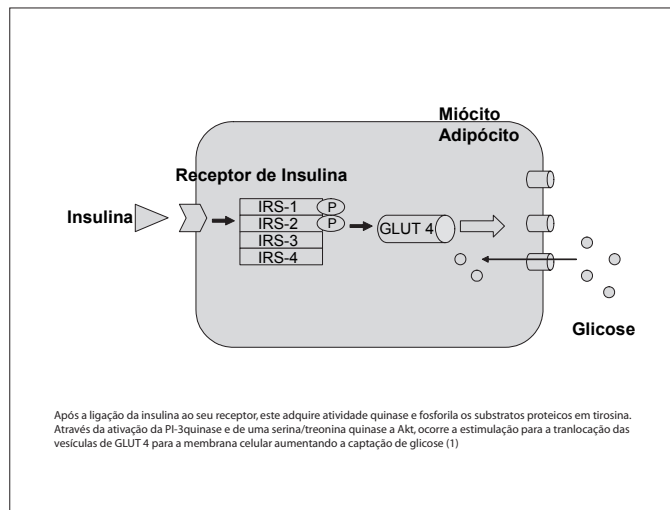 Miócito
Adipócito
Receptor de Insulina
Insulina
IRS-1
P
IRS-2
P
IRS-3
IRS-4
GLUT 4
Glicose
Após a ligação da insulina ao seu receptor, este adquire atividade quinase e fosforila os substratos proteicos em tirosina.
Através da ativação da PI-3quinase e de uma serina/treonina quinase a Akt, ocorre a estimulação para a tranlocação das
vesículas de GLUT 4 para a membrana celular aumentando a captação de glicose (1)